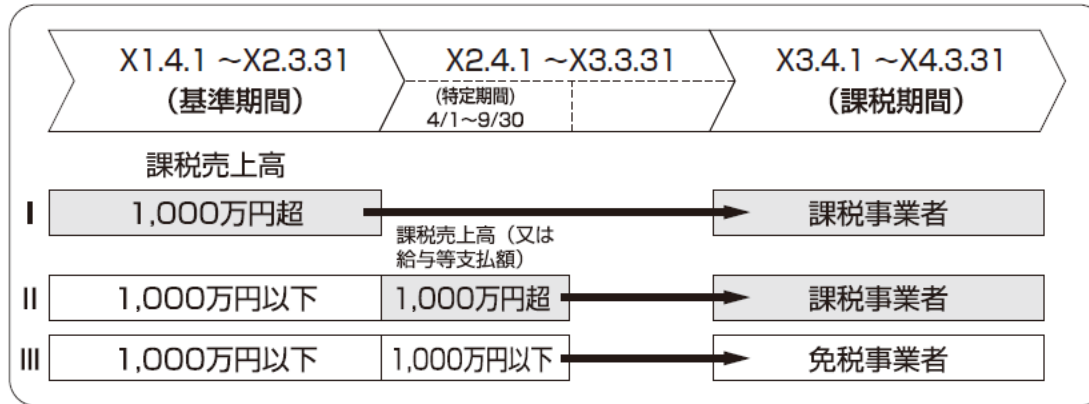 X1.4.1 ~X2.3.31
(基準期間)
X2.4.1 ~X3.3.31
(特定期間)
4/1~9/30
X3.4.1 ~X4.3.31
(課税期間)
課税売上高
I
1,000万円超
課税事業者
課税売上高（又は
給与等支払額）
II
1,000万円以下
1,000万円超
課税事業者
III
1,000万円以下
1,000万円以下
免税事業者